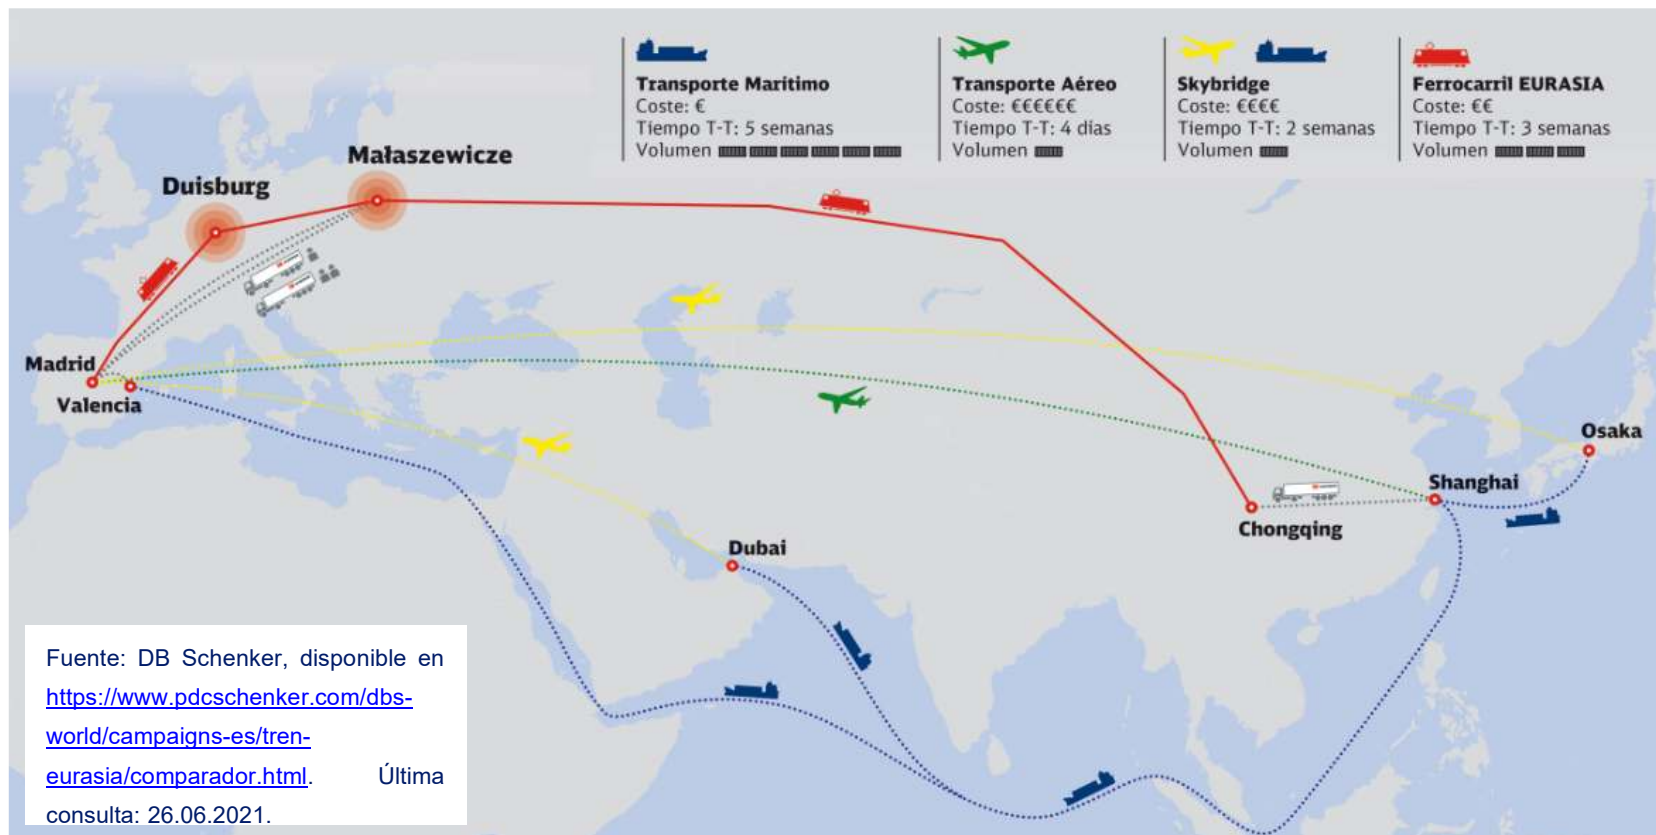 Transporte Marítimo
Coste: €
Tiempo T-T: 5 semanas
Volumen
Transporte Aéreo
Coste: €€€€€€
Tiempo T-T: 4 días
Volumen
Skybridge
Coste: €€€€
Tiempo T-T: 2 semanas
Volumen
Ferrocarril EURASIA
Coste: €€
Tiempo T-T: 3 semanas
Volumen
Małaszewicze
Duisburg
Madrid
Valencia
Osaka
Shanghai
Chongqing
Dubai
Fuente: DB Schenker, disponible en
https://www.pdcschenker.com/dbs-
world/campaigns-es/tren-
eurasia/comparador.html. Última
consulta: 26.06.2021.